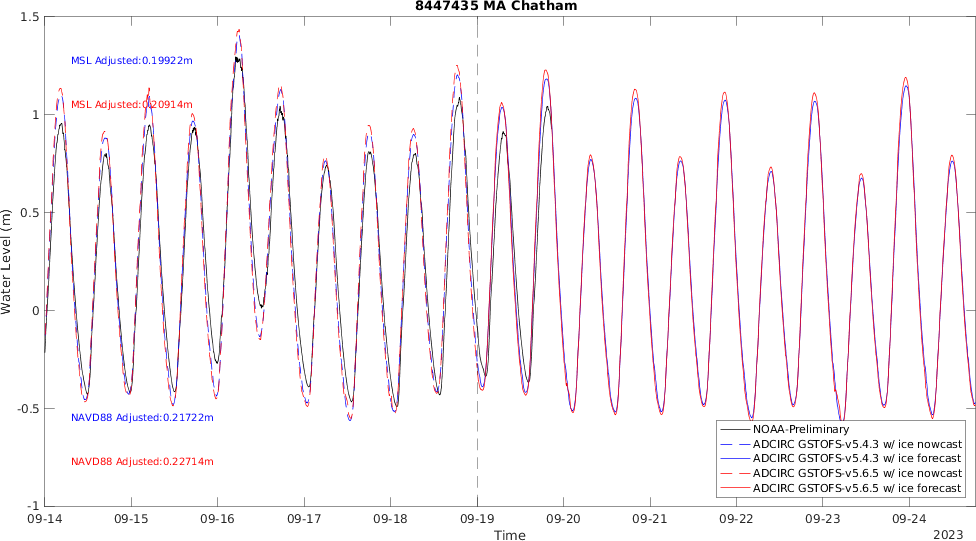 8447435 MA Chatham
1.5
1
0.5
0
-0.5
-1
Water Level (m)
MSL Adjusted:0.19922m
MSL Adjusted:0.20914m
NAVD88 Adjusted:0.21722m
NAVD88 Adjusted:0.22714m
NOAA-Preliminary
ADCIRC GSTOFS-v5.4.3 w/ ice nowcast
ADCIRC GSTOFS-v5.4.3 w/ ice forecast
ADCIRC GSTOFS-v5.6.5 w/ ice nowcast
ADCIRC GSTOFS-v5.6.5 w/ ice forecast
09-14 09-15 09-16 09-17 09-18 09-19 09-20 09-21 09-22 09-23 09-24
Time
2023